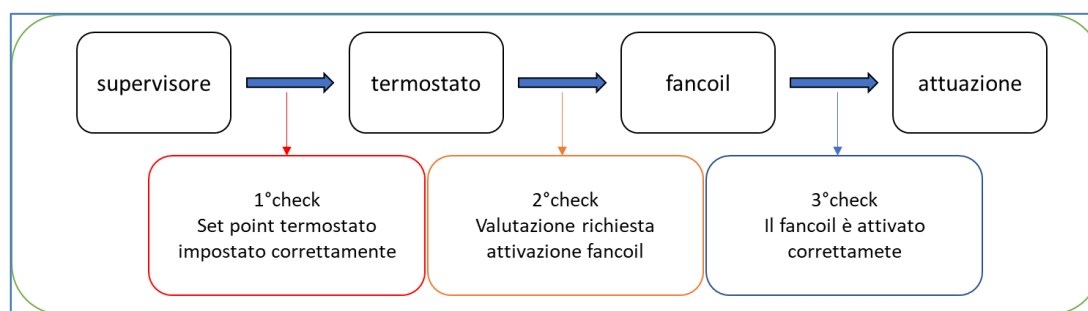 supervisore
termostato
fancoil
attuazione
1°check
Set point termostato
impostato correttamente
2°check
Valutazione richiesta
attivazione fancoil
3°check
Il fancoil è attivato
correttamete